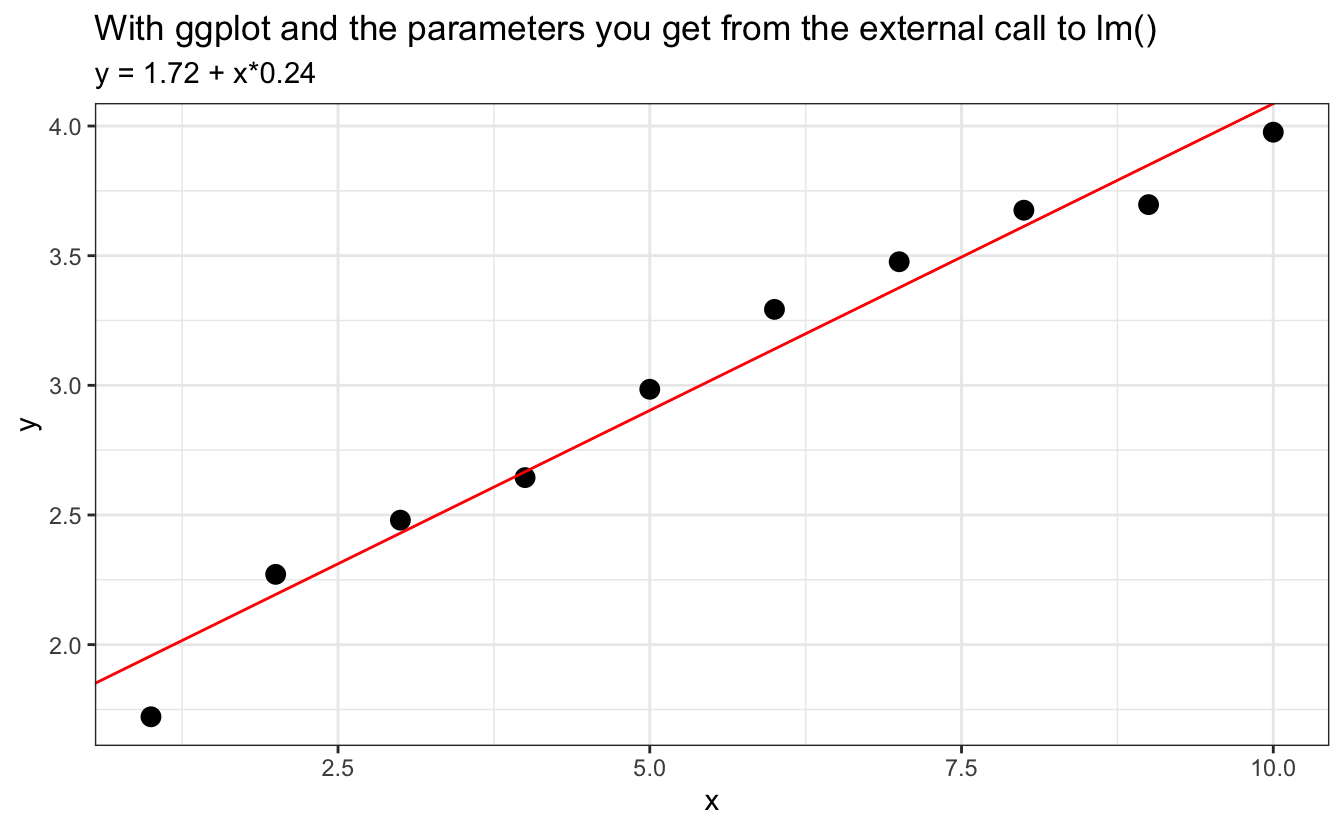 With ggplot and the parameters you get from the external call to lm()
y = 1.72 + x*0.24
4.0
3.5
3.0
2.5
2.0
y
2.5 5.0 7.5 10.0
x